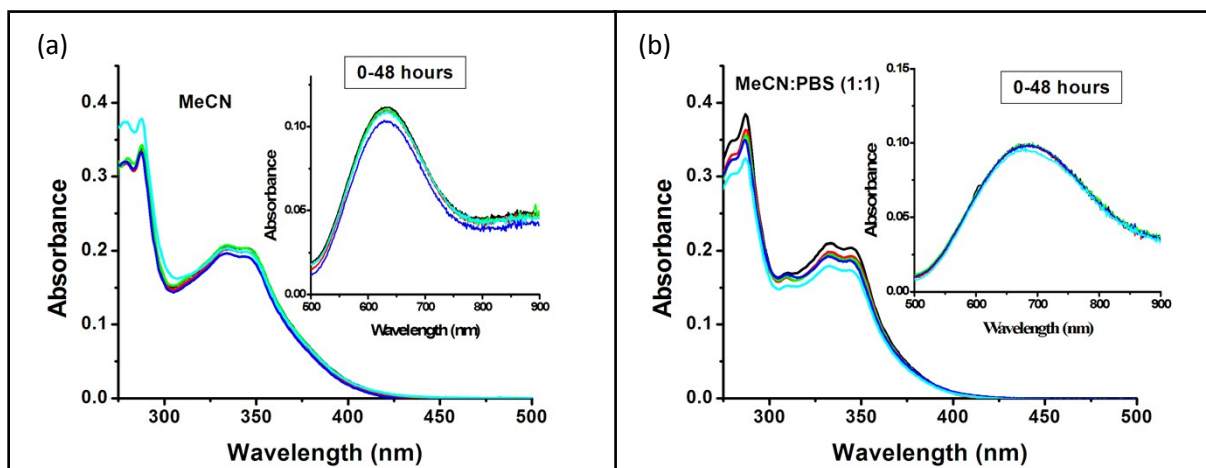 (a)
MeCN
0-48 hours
Absorbance
0.4
0.3
0.2
0.1
0.0
300
350
400
450
500
Wavelength (nm)
Absorbance
0.10
0.05
0.00
500
600
700
800
900
Wavelength (nm)
(b)
MeCN:PBS (1:1)
0-48 hours
Absorbance
0.4
0.3
0.2
0.1
0.0
300
350
400
450
500
Wavelength (nm)
Absorbance
0.15
0.10
0.05
0.00
500
600
700
800
900
Wavelength (nm)